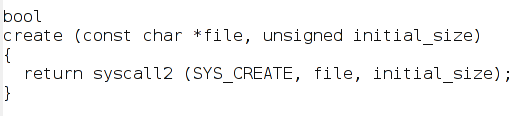 bool
create (const char *file, unsigned initial_size)
{
  return syscall2 (SYS_CREATE, file, initial_size);
}